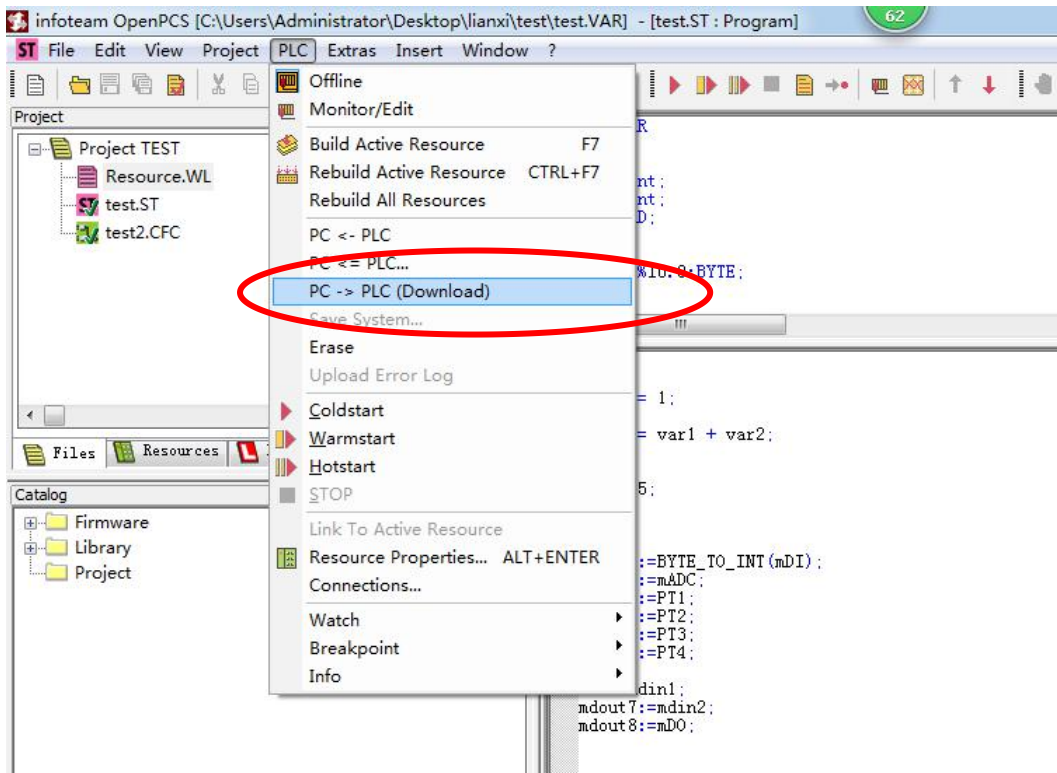 infoteam OpenPCS [C:\Users\Administrator\Desktop\lianxi\test\test.VAR] - [test.ST : Program]
62
ST File Edit View Project PLC Extras Insert Window ?
Project
Project TEST
Resource.WL
test.ST
test2.CFC
Files Resources
Catalog
Firmware
Library
Project
Offline
Monitor/Edit
Build Active Resource F7
Rebuild Active Resource CTRL+F7
Rebuild All Resources
PC <- PLC
PC <= PLC...
PC -> PLC (Download)
Save System...
Erase
Upload Error Log
Coldstart
Warmstart
Hotstart
STOP
Link To Active Resource
Resource Properties... ALT+ENTER
Connections...
Watch
Breakpoint
Info
R
nt;
nt;
D;
BYTE;
= 1;
= var1 + var2;
5;
:=BYTE_TO_INT(mDI);
:=mADC;
:=PT1;
:=PT2;
:=PT3;
:=PT4;
din1;
mdout7:=mdin2;
mdout8:=mDO;